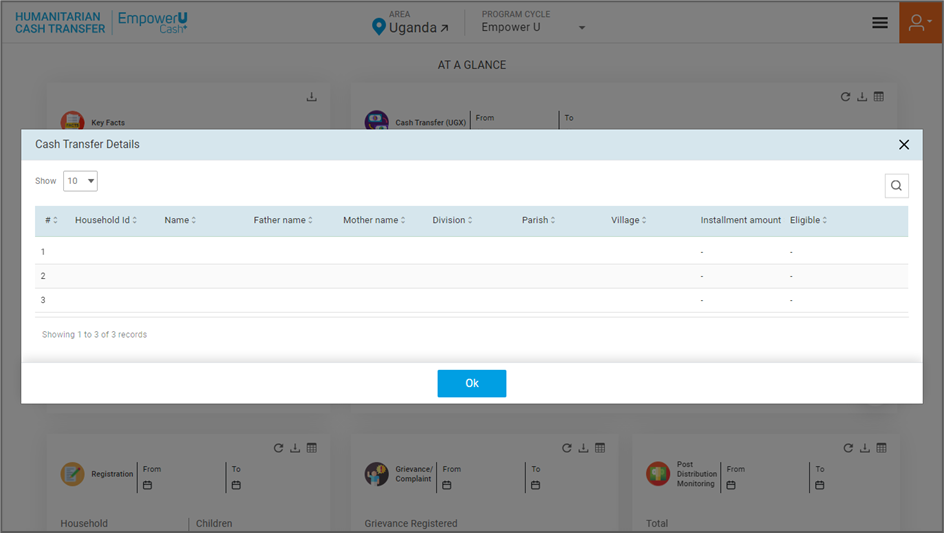 HUMANITARIAN
CASH TRANSFER
EmpowerU
Cash+
AREA
Uganda
PROGRAM CYCLE
Empower U
AT A GLANCE
Key Facts
Cash Transfer (UGX)
From
To
Cash Transfer Details
Show 10
# Household Id Name Father name Mother name Division Parish Village Installment amount Eligible
1 - -
2 - -
3 - -
Showing 1 to 3 of 3 records
Ok
Registration
From
To
Household
Children
Grievance/
Complaint
From
To
Grievance Registered
Post
Distribution
Monitoring
From
To
Total